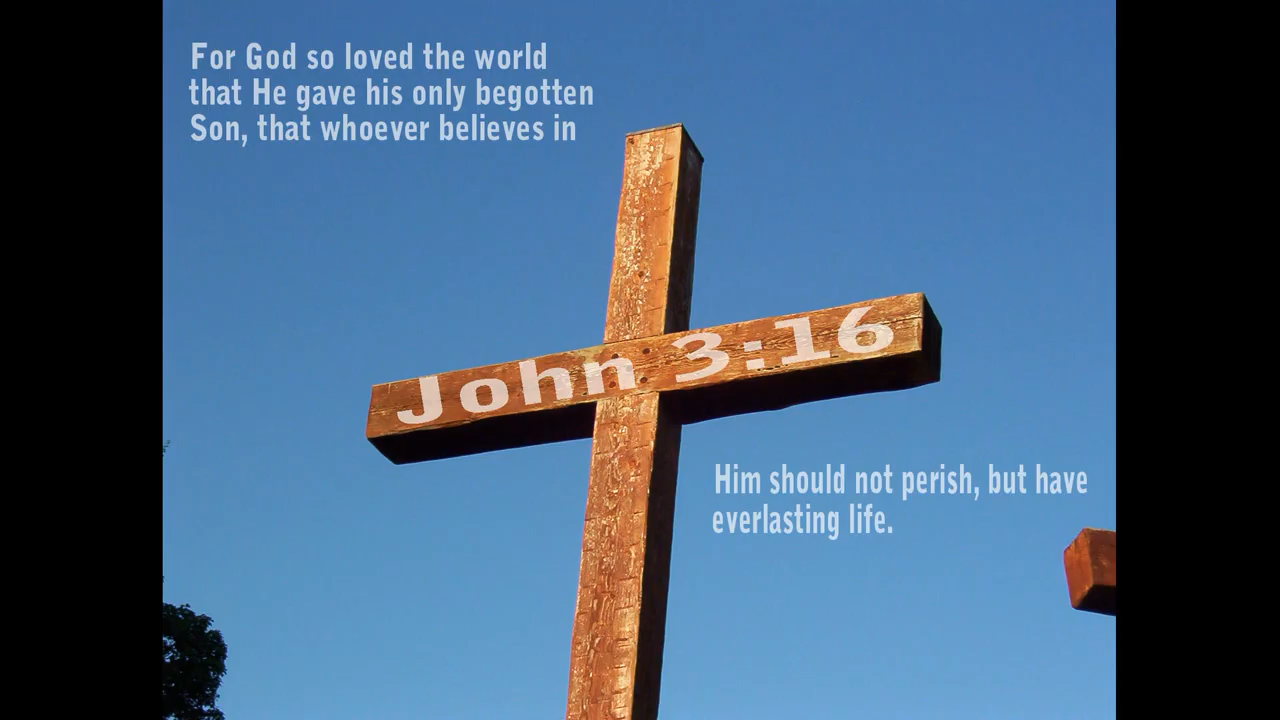 For God so loved the world
that He gave his only begotten
Son, that whoever believes in
John 3:16
Him should not perish, but have
everlasting life.